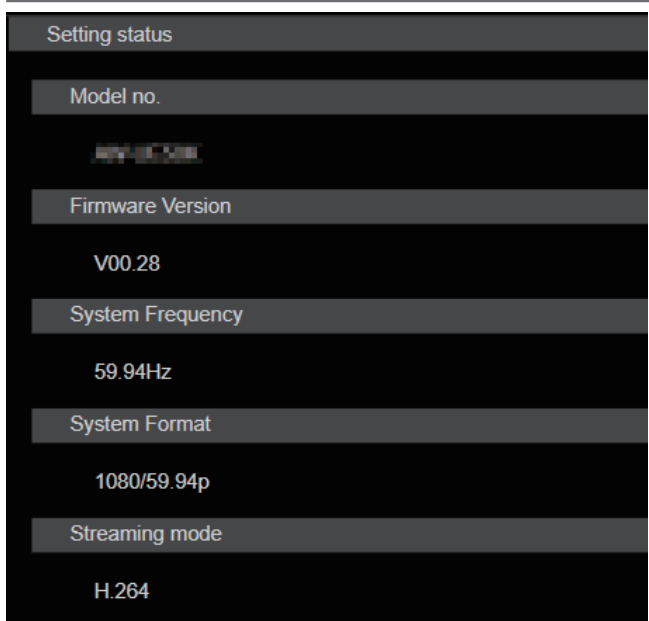 Setting status
Model no.
Firmware Version
V00.28
System Frequency
59.94Hz
System Format
1080/59.94p
Streaming mode
H.264